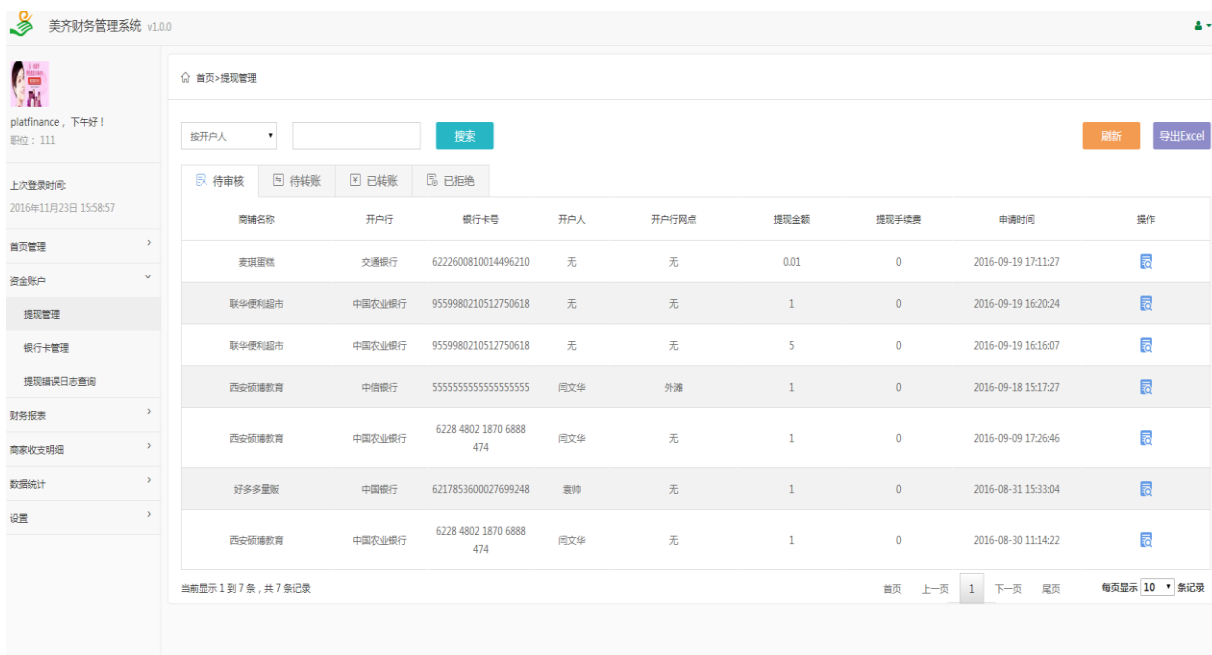 美齐财务管理系统 v1.0.0
platfinance，下午好！
职位：111
上次登录时间:
2016年11月23日 15:58:57
首页管理
资金账户
提现管理
银行卡管理
提现错误日志查询
财务报表
商家收支明细
数据统计
设置
首页>提现管理
按开户人 搜索 刷新 导出Excel
待审核 待转账 已转账 已拒绝
商铺名称 开户行 银行卡号 开户人 开户行网点 提现金额 提现手续费 申请时间 操作
麦琪蛋糕 交通银行 6222600810014496210 无 无 0.01 0 2016-09-19 17:11:27
联华便利超市 中国农业银行 9559980210512750618 无 无 1 0 2016-09-19 16:20:24
联华便利超市 中国农业银行 9559980210512750618 无 无 5 0 2016-09-19 16:16:07
西安硕博教育 中信银行 5555555555555555555 闫文华 外滩 1 0 2016-09-18 15:17:27
西安硕博教育 中国农业银行 6228 4802 1870 6888 474 闫文华 无 1 0 2016-09-09 17:26:46
好多多量贩 中国银行 6217853600027699248 袁帅 无 1 0 2016-08-31 15:33:04
西安硕博教育 中国农业银行 6228 4802 1870 6888 474 闫文华 无 1 0 2016-08-30 11:14:22
当前显示 1 到 7 条，共 7 条记录 首页 上一页 1 下一页 尾页 每页显示 10 条记录